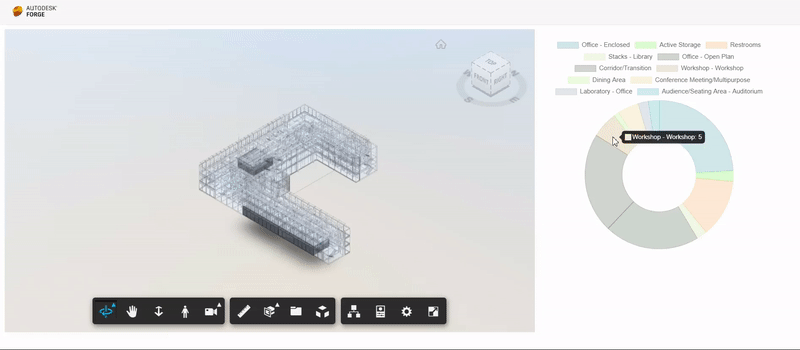 AUTODESK
FORGE
TOP
FRONT
RIGHT
Office - Enclosed
Active Storage
Restrooms
Stacks - Library
Office - Open Plan
Corridor/Transition
Workshop - Workshop
Dining Area
Conference Meeting/Multipurpose
Laboratory - Office
Audience/Seating Area - Auditorium
Workshop - Workshop: 5